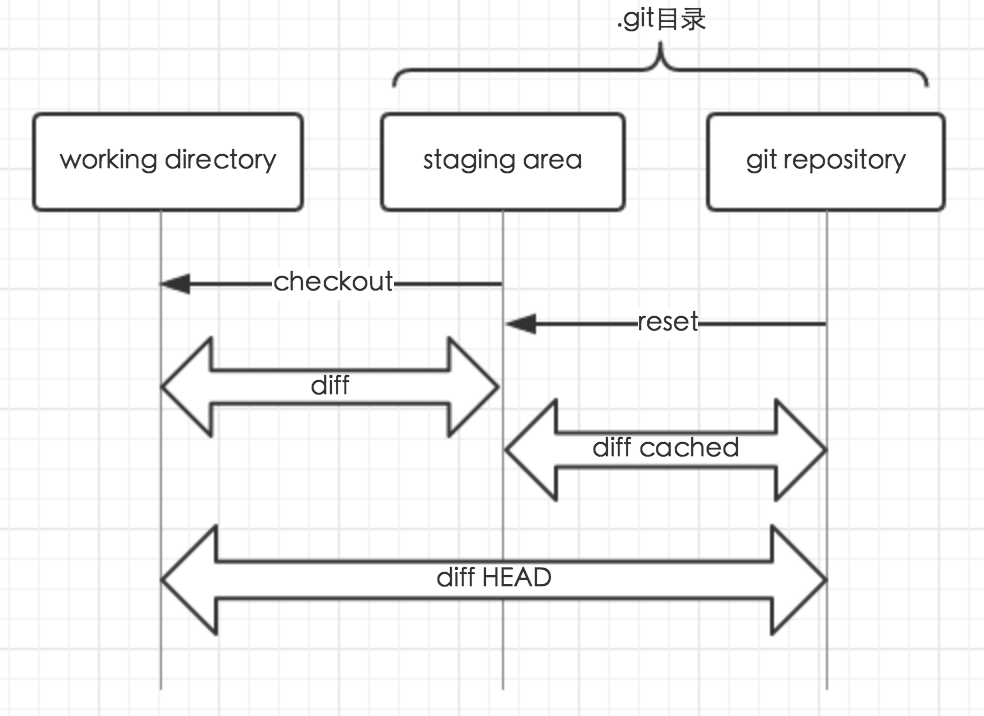 .git目录
working directory
staging area
git repository
checkout
reset
diff
diff cached
diff HEAD